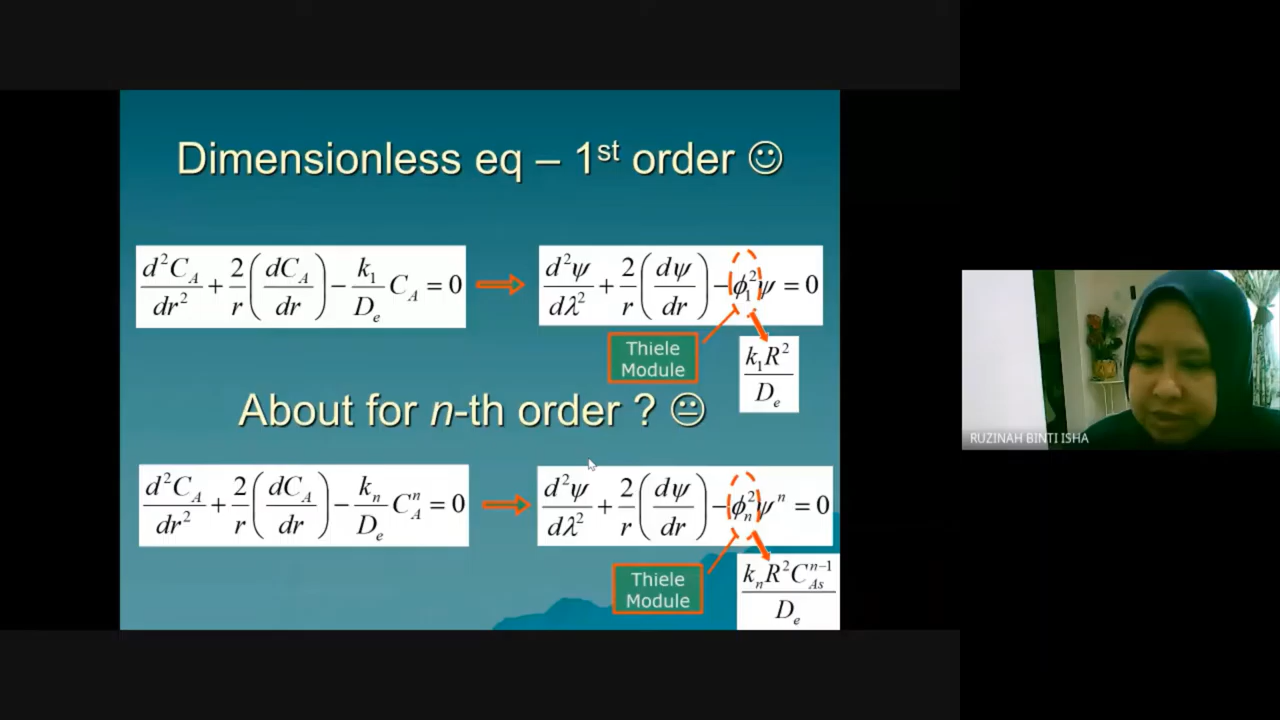 Dimensionless eq – 1st order ☺
d²C_A/dr² + 2/r (dC_A/dr) − k₁/D_e C_A = 0 ⇒ d²ψ/dλ² + 2/r (dψ/dr) − ϕ₁²ψ = 0
Thiele
Module
k₁R²/D_e
About for n-th order ? 😐
d²C_A/dr² + 2/r (dC_A/dr) − k_n/D_e C_A^n = 0 ⇒ d²ψ/dλ² + 2/r (dψ/dr) − ϕ_n²ψ^n = 0
Thiele
Module
k_nR²C_As^(n−1)/D_e
RUZINAH BINTI ISHA